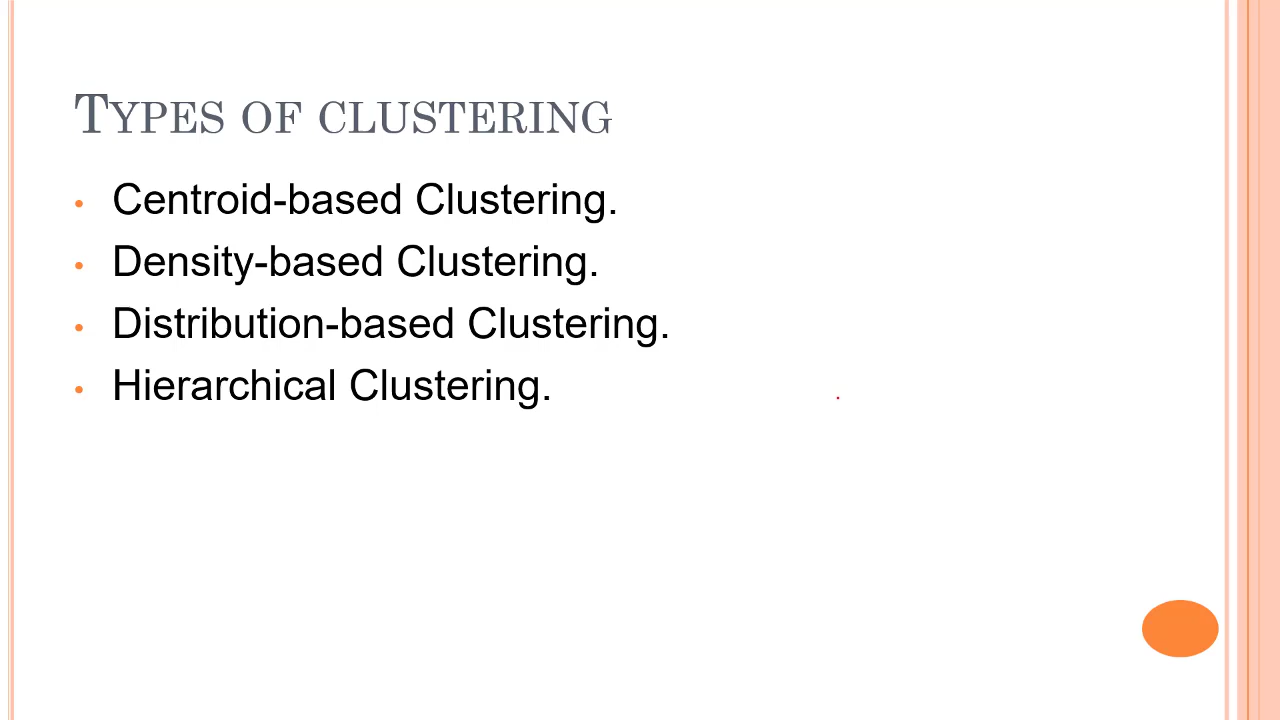 Types of clustering
• Centroid-based Clustering.
• Density-based Clustering.
• Distribution-based Clustering.
• Hierarchical Clustering.